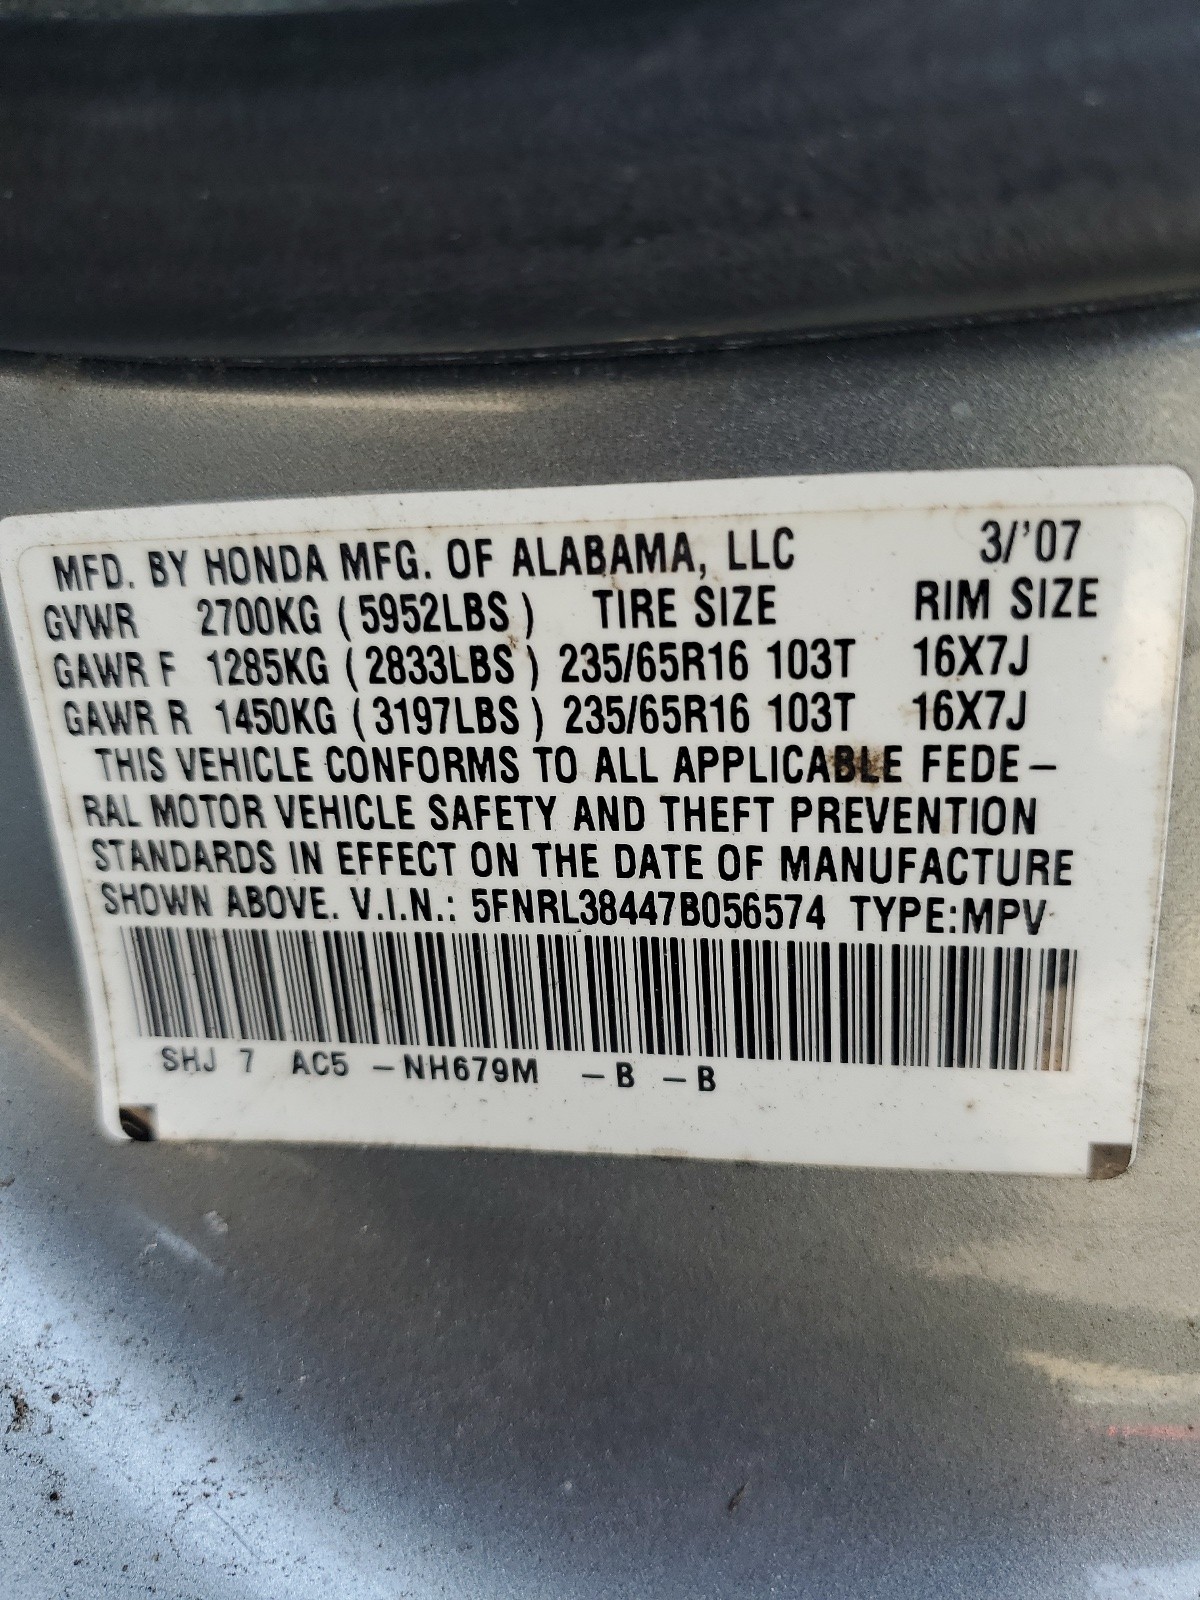 MFD. BY HONDA MFG. OF ALABAMA, LLC 3/'07
GVWR 2700KG (5952LBS) TIRE SIZE RIM SIZE
GAWR F 1285KG (2833LBS) 235/65R16 103T 16X7J
GAWR R 1450KG (3197LBS) 235/65R16 103T 16X7J
THIS VEHICLE CONFORMS TO ALL APPLICABLE FEDE-
RAL MOTOR VEHICLE SAFETY AND THEFT PREVENTION
STANDARDS IN EFFECT ON THE DATE OF MANUFACTURE
SHOWN ABOVE. V.I.N.: 5FNRL38447B056574 TYPE:MPV
SHJ 7 AC5 -NH679M -B -B